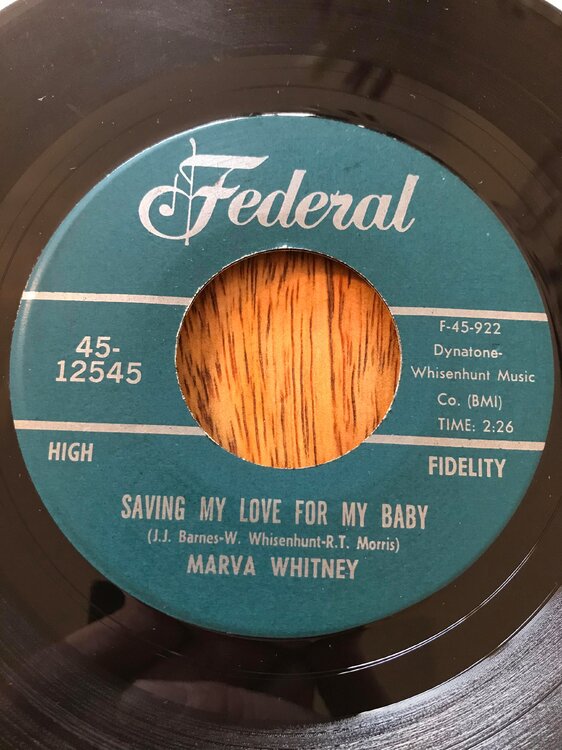 Federal
45-
12545
F-45-922
Dynatone-
Whisenhunt Music
Co. (BMI)
TIME: 2:26
HIGH
FIDELITY
SAVING MY LOVE FOR MY BABY
(J.J. Barnes-W. Whisenhunt-R.T. Morris)
MARVA WHITNEY